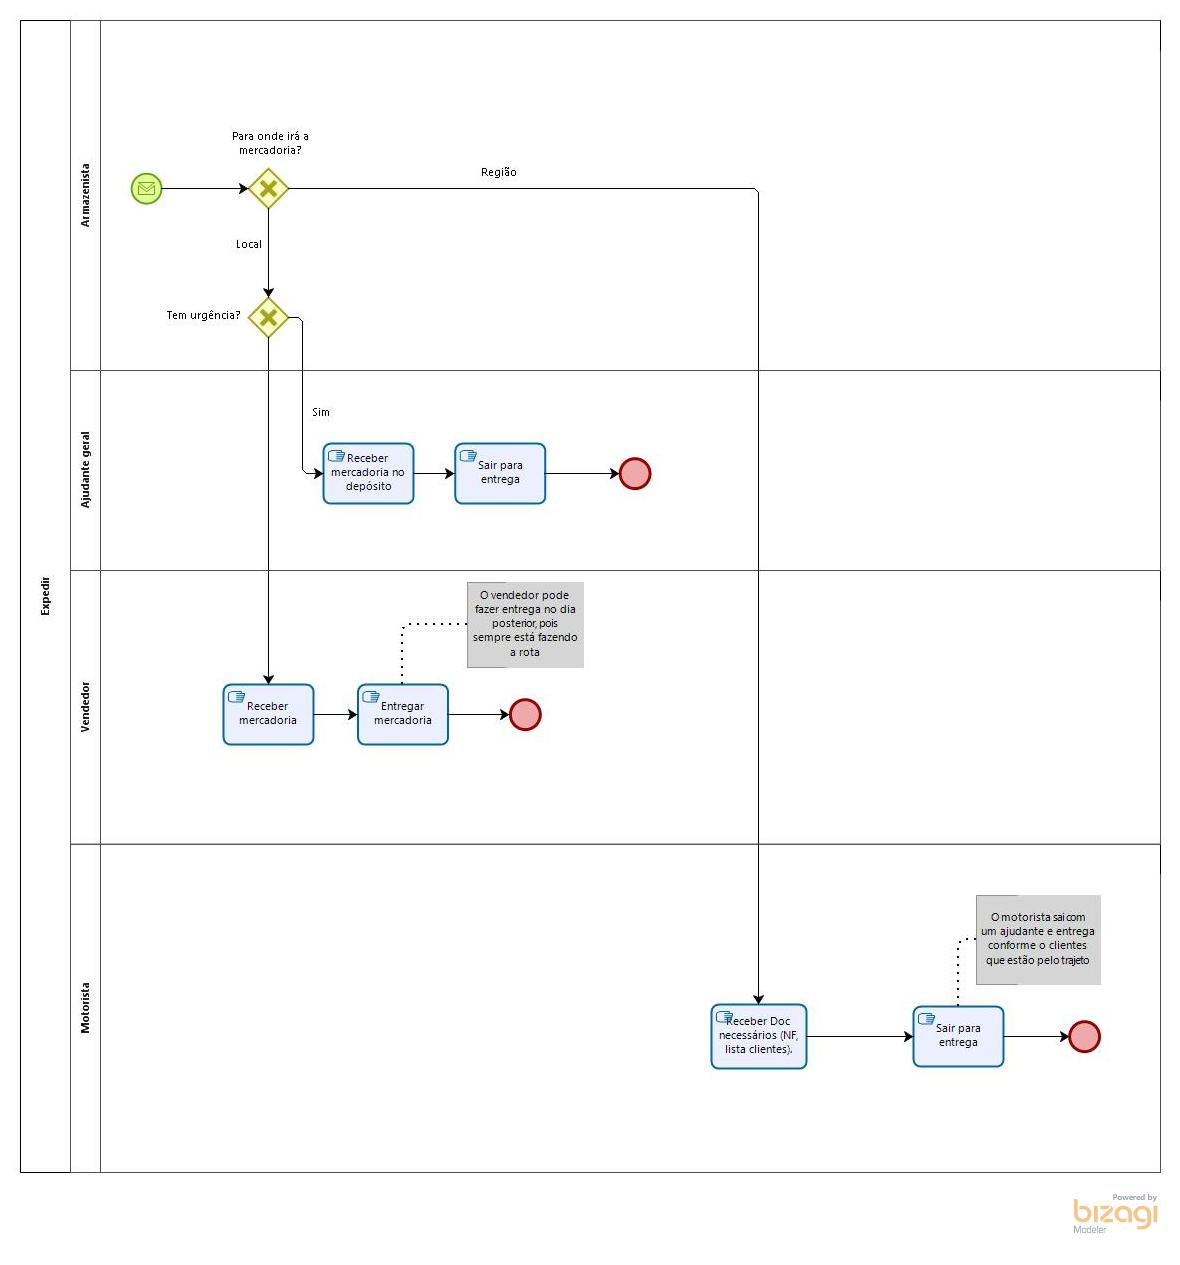 Para onde irá a
mercadoria?
Região
Armazenista
Local
Tem urgência?
Sim
Ajudante geral
Receber
mercadoria no
depósito
Sair para
entrega
Expedir
O vendedor pode
fazer entrega no dia
posterior, pois
sempre está fazendo
a rota
Vendedor
Receber
mercadoria
Entregar
mercadoria
O motorista sai com
um ajudante e entrega
conforme o clientes
que estão pelo trajeto
Motorista
Receber Doc
necessários (NF,
lista clientes).
Sair para
entrega
Powered by
bizagi
Modeler